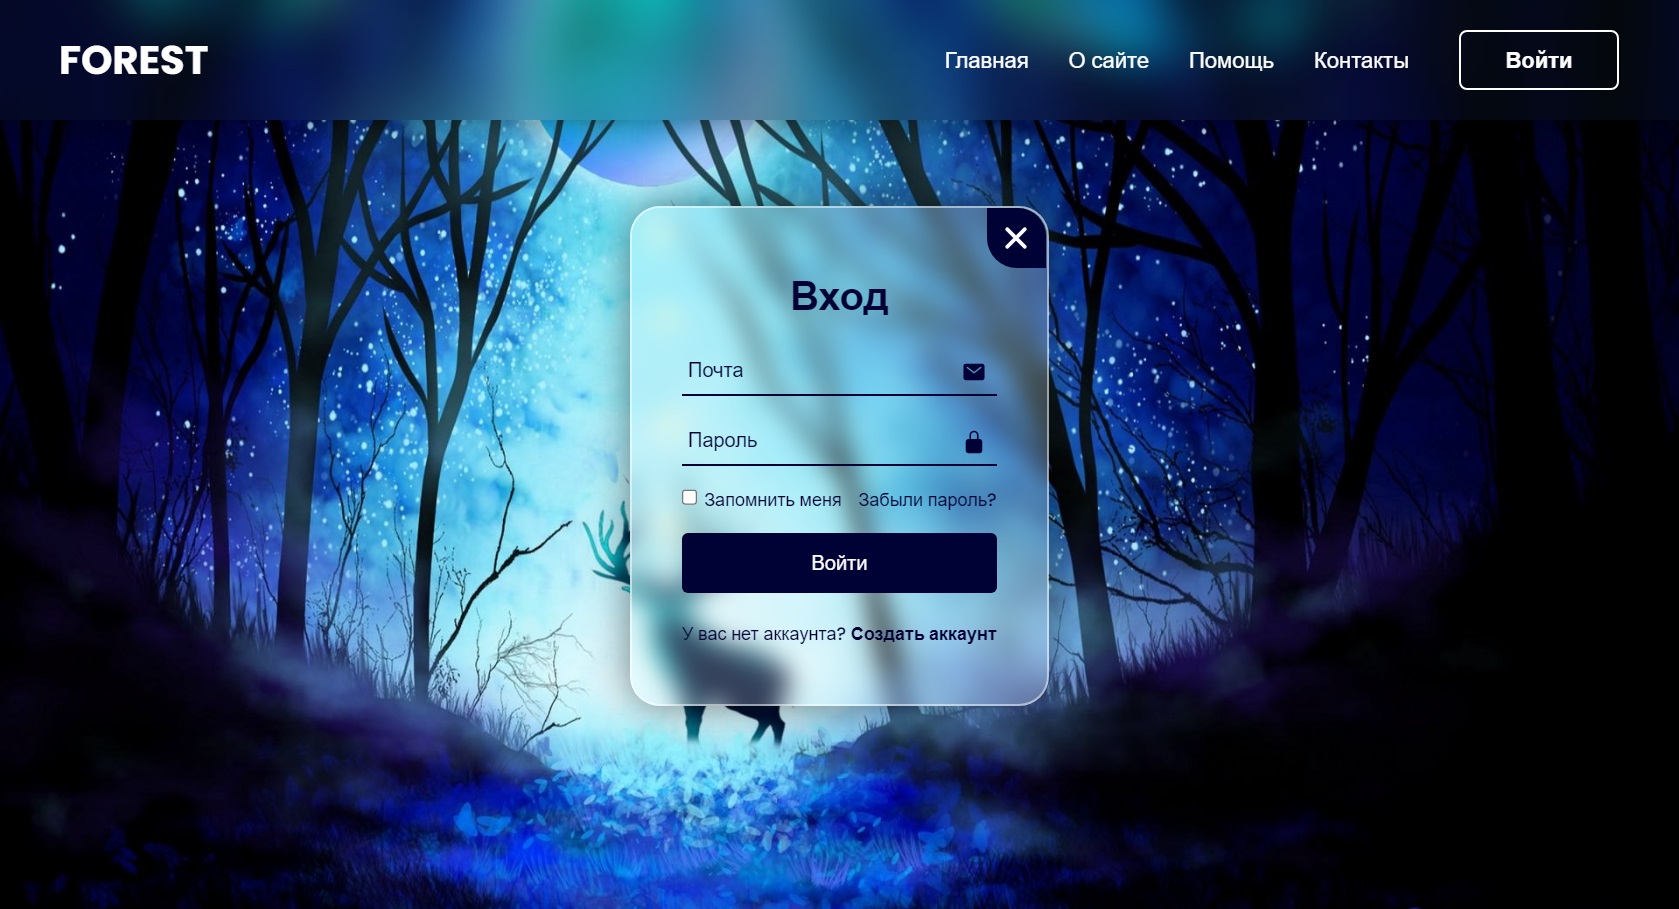 FOREST
Главная О сайте Помощь Контакты Войти
Вход
Почта
Пароль
Запомнить меня Забыли пароль?
Войти
У вас нет аккаунта? Создать аккаунт